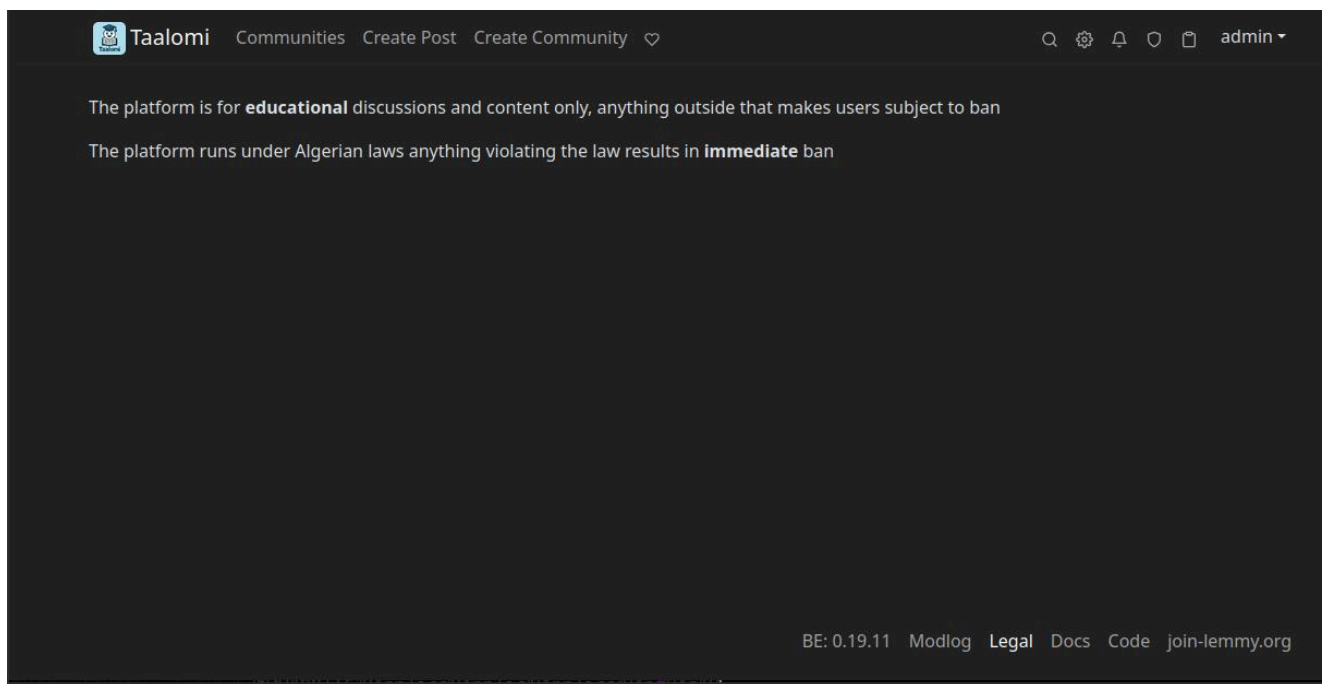 Taalomi Communities Create Post Create Community admin
The platform is for educational discussions and content only, anything outside that makes users subject to ban
The platform runs under Algerian laws anything violating the law results in immediate ban
BE: 0.19.11 Modlog Legal Docs Code join-lemmy.org